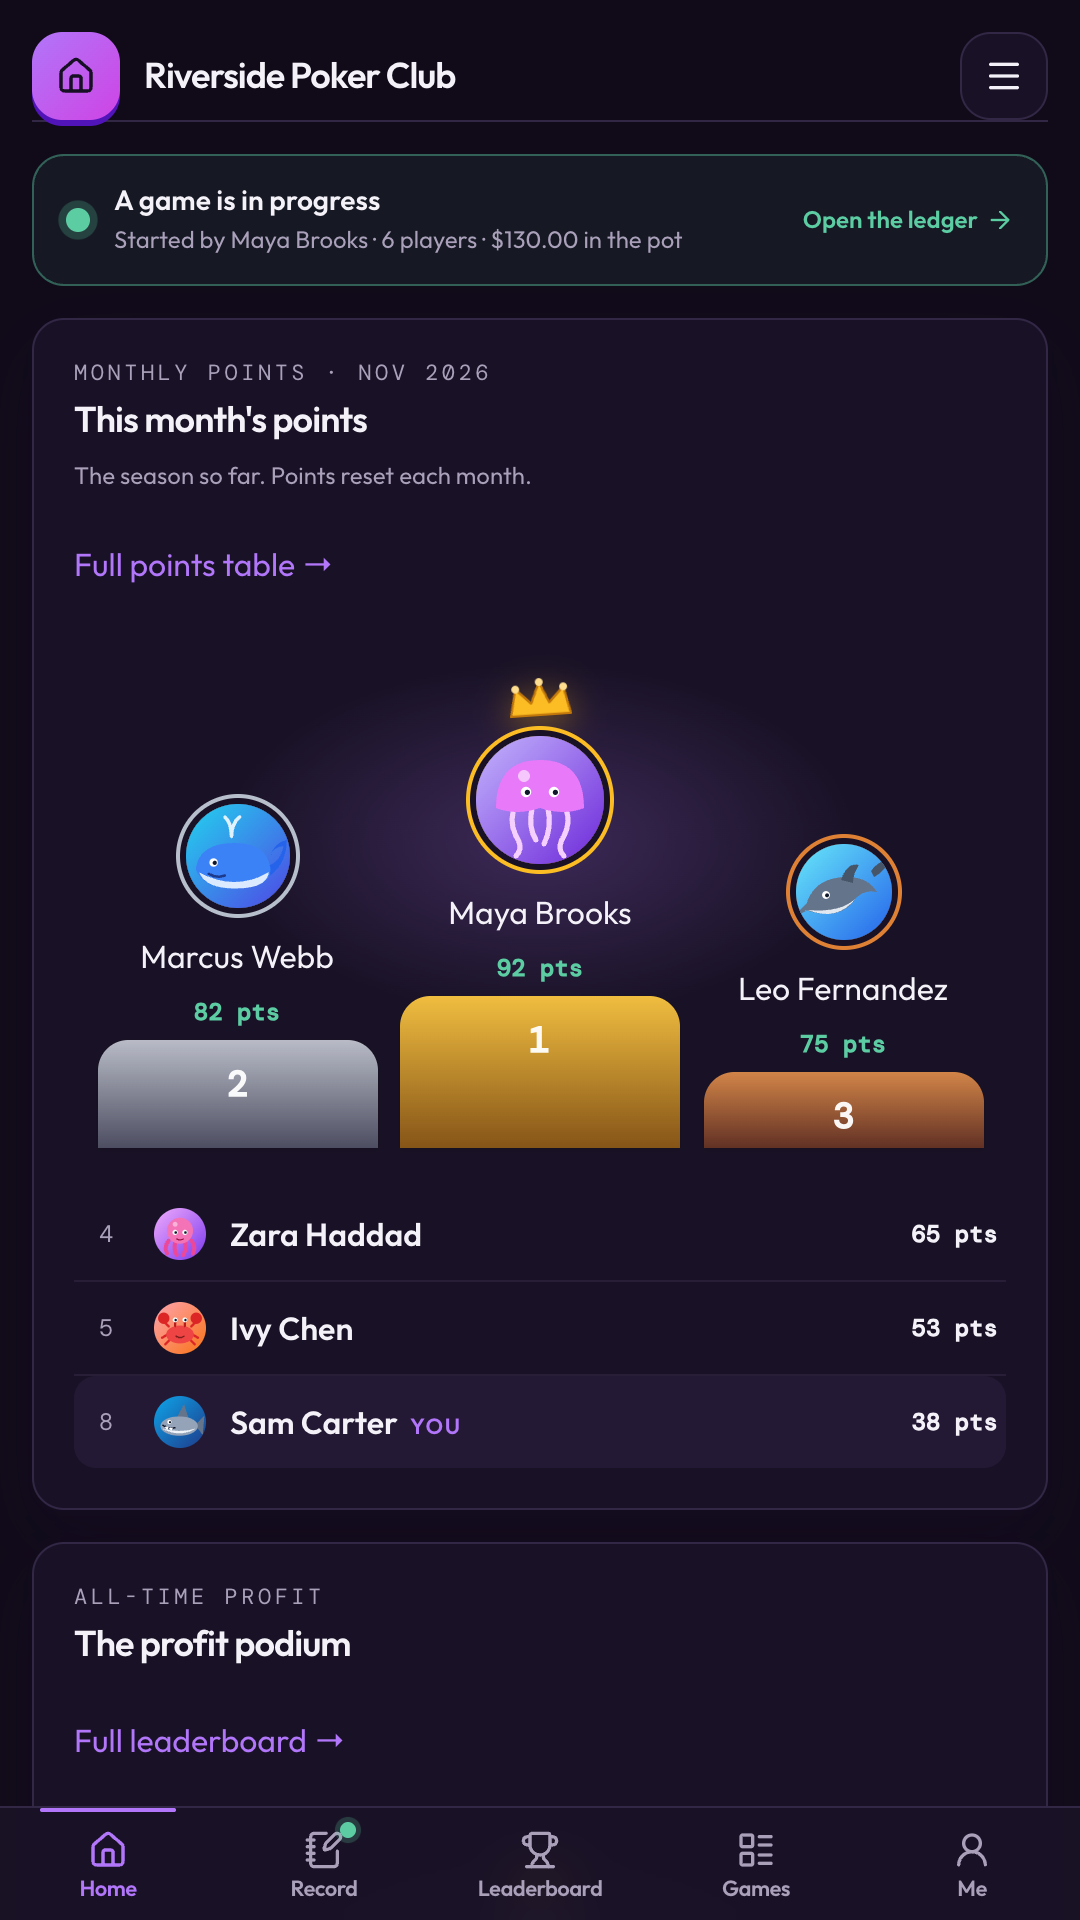 Riverside Poker Club
A game is in progress
Started by Maya Brooks · 6 players · $130.00 in the pot
Open the ledger →
MONTHLY POINTS · NOV 2026
This month's points
The season so far. Points reset each month.
Full points table →
Maya Brooks
92 pts
1
Marcus Webb
82 pts
2
Leo Fernandez
75 pts
3
4 Zara Haddad 65 pts
5 Ivy Chen 53 pts
8 Sam Carter YOU 38 pts
ALL-TIME PROFIT
The profit podium
Full leaderboard →
Home Record Leaderboard Games Me